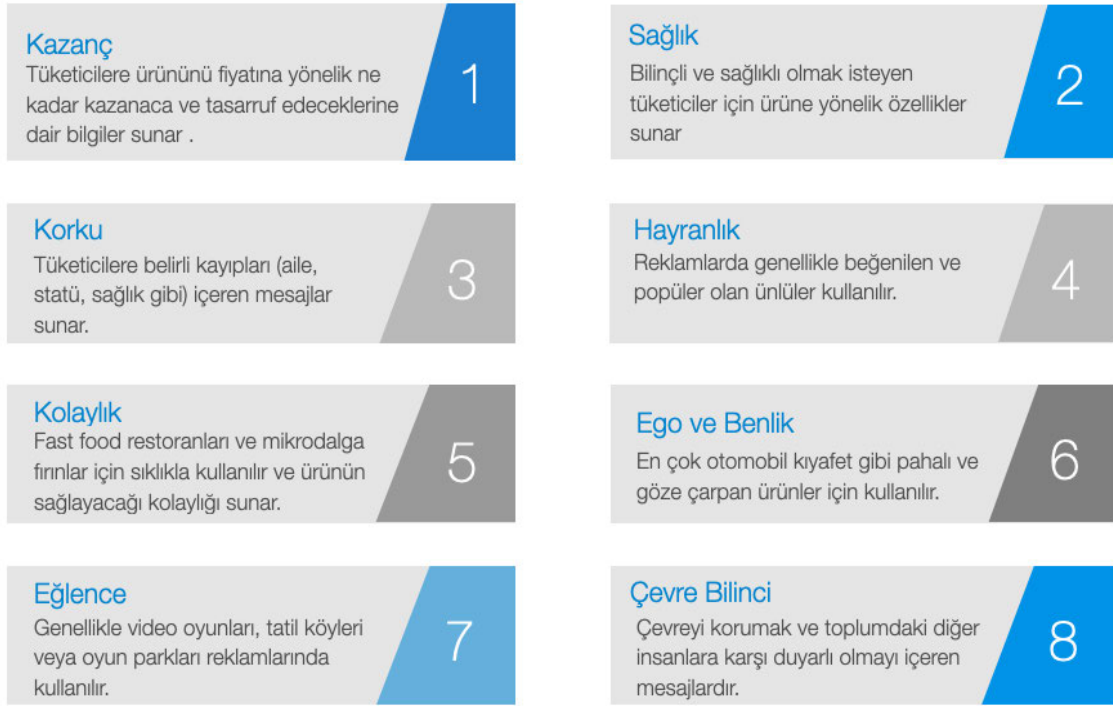 Kazanç
Tüketicilere ürününü fiyatına yönelik ne
kadar kazanaca ve tasarruf edeceklerine
dair bilgiler sunar .
1
Sağlık
Bilinçli ve sağlıklı olmak isteyen
tüketiciler için ürüne yönelik özellikler
sunar
2
Korku
Tüketicilere belirli kayıpları (aile,
statü, sağlık gibi) içeren mesajlar
sunar.
3
Hayranlık
Reklamlarda genellikle beğenilen ve
popüler olan ünlüler kullanılır.
4
Kolaylık
Fast food restoranları ve mikrodalga
fırınlar için sıklıkla kullanılır ve ürünün
sağlayacağı kolaylığı sunar.
5
Ego ve Benlik
En çok otomobil kıyafet gibi pahalı ve
göze çarpan ürünler için kullanılır.
6
Eğlence
Genellikle video oyunları, tatil köyleri
veya oyun parkları reklamlarında
kullanılır.
7
Çevre Bilinci
Çevreyi korumak ve toplumdaki diğer
insanlara karşı duyarlı olmayı içeren
mesajlardır.
8